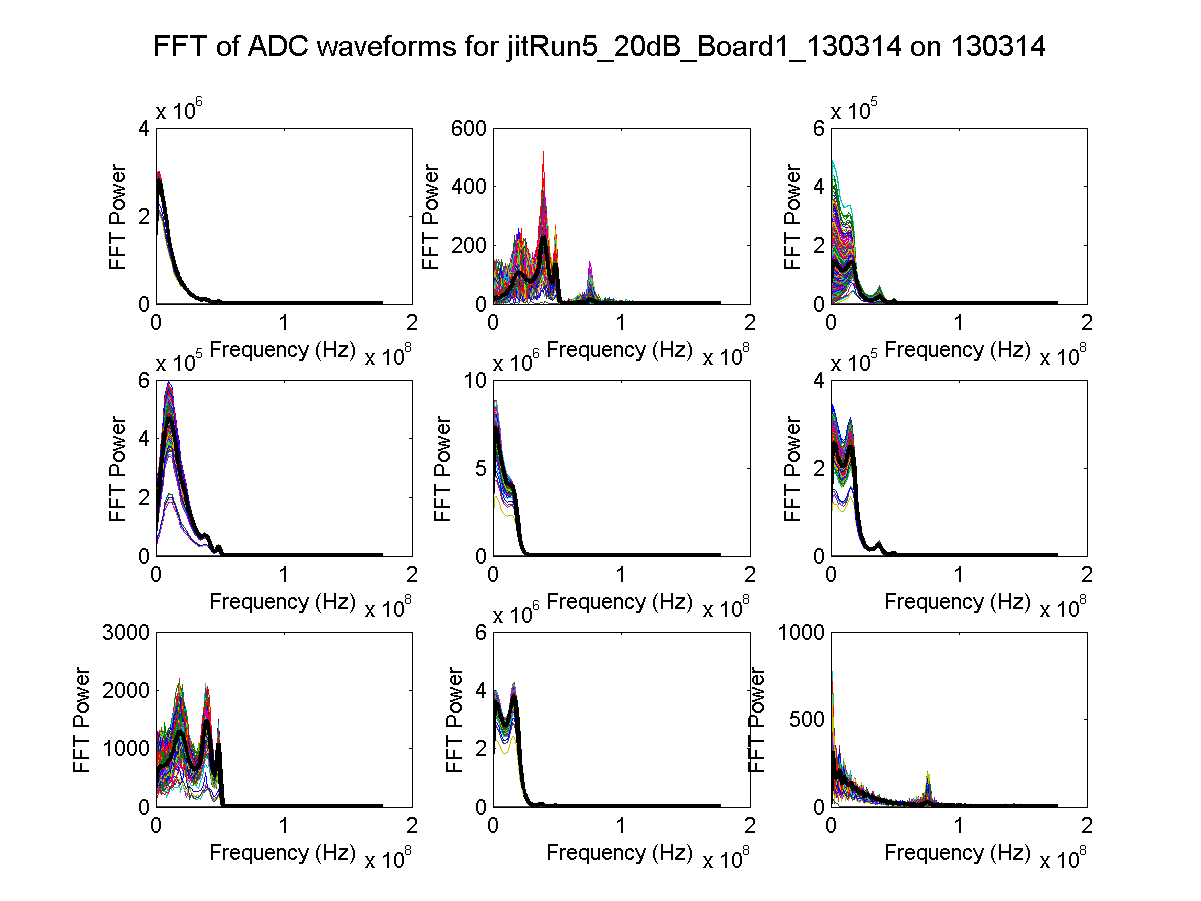 FFT of ADC waveforms for jitRun5_20dB_Board1_130314 on 130314
x 10^6
4
2
0
FFT Power
0 1 2
Frequency (Hz) x 10^8
600
400
200
0
FFT Power
0 1 2
Frequency (Hz) x 10^8
x 10^5
6
4
2
0
FFT Power
0 1 2
Frequency (Hz) x 10^8
x 10^5
6
4
2
0
FFT Power
0 1 2
Frequency (Hz) x 10^8
x 10^6
10
5
0
FFT Power
0 1 2
Frequency (Hz) x 10^8
x 10^5
4
2
0
FFT Power
0 1 2
Frequency (Hz) x 10^8
3000
2000
1000
0
FFT Power
0 1 2
Frequency (Hz) x 10^8
x 10^6
6
4
2
0
FFT Power
0 1 2
Frequency (Hz) x 10^8
1000
500
0
FFT Power
0 1 2
Frequency (Hz) x 10^8